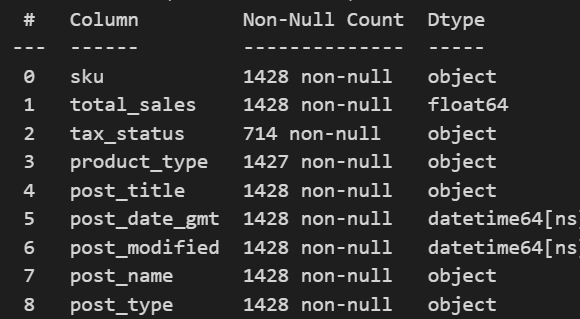 #   Column         Non-Null Count  Dtype
---  ------         --------------  -----
0   sku            1428 non-null   object
1   total_sales    1428 non-null   float64
2   tax_status     714 non-null    object
3   product_type   1427 non-null   object
4   post_title     1428 non-null   object
5   post_date_gmt  1428 non-null   datetime64[ns
6   post_modified  1428 non-null   datetime64[ns
7   post_name      1428 non-null   object
8   post_type      1428 non-null   object